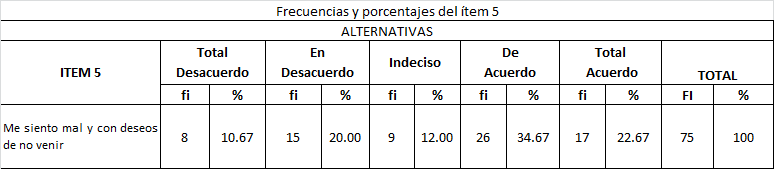 Frecuencias y porcentajes del ítem 5
ALTERNATIVAS
ITEM 5
Total Desacuerdo
En Desacuerdo
Indeciso
De Acuerdo
Total Acuerdo
TOTAL
fi % fi % fi % fi % fi % FI %
Me siento mal y con deseos
de no venir
8 10.67 15 20.00 9 12.00 26 34.67 17 22.67 75 100